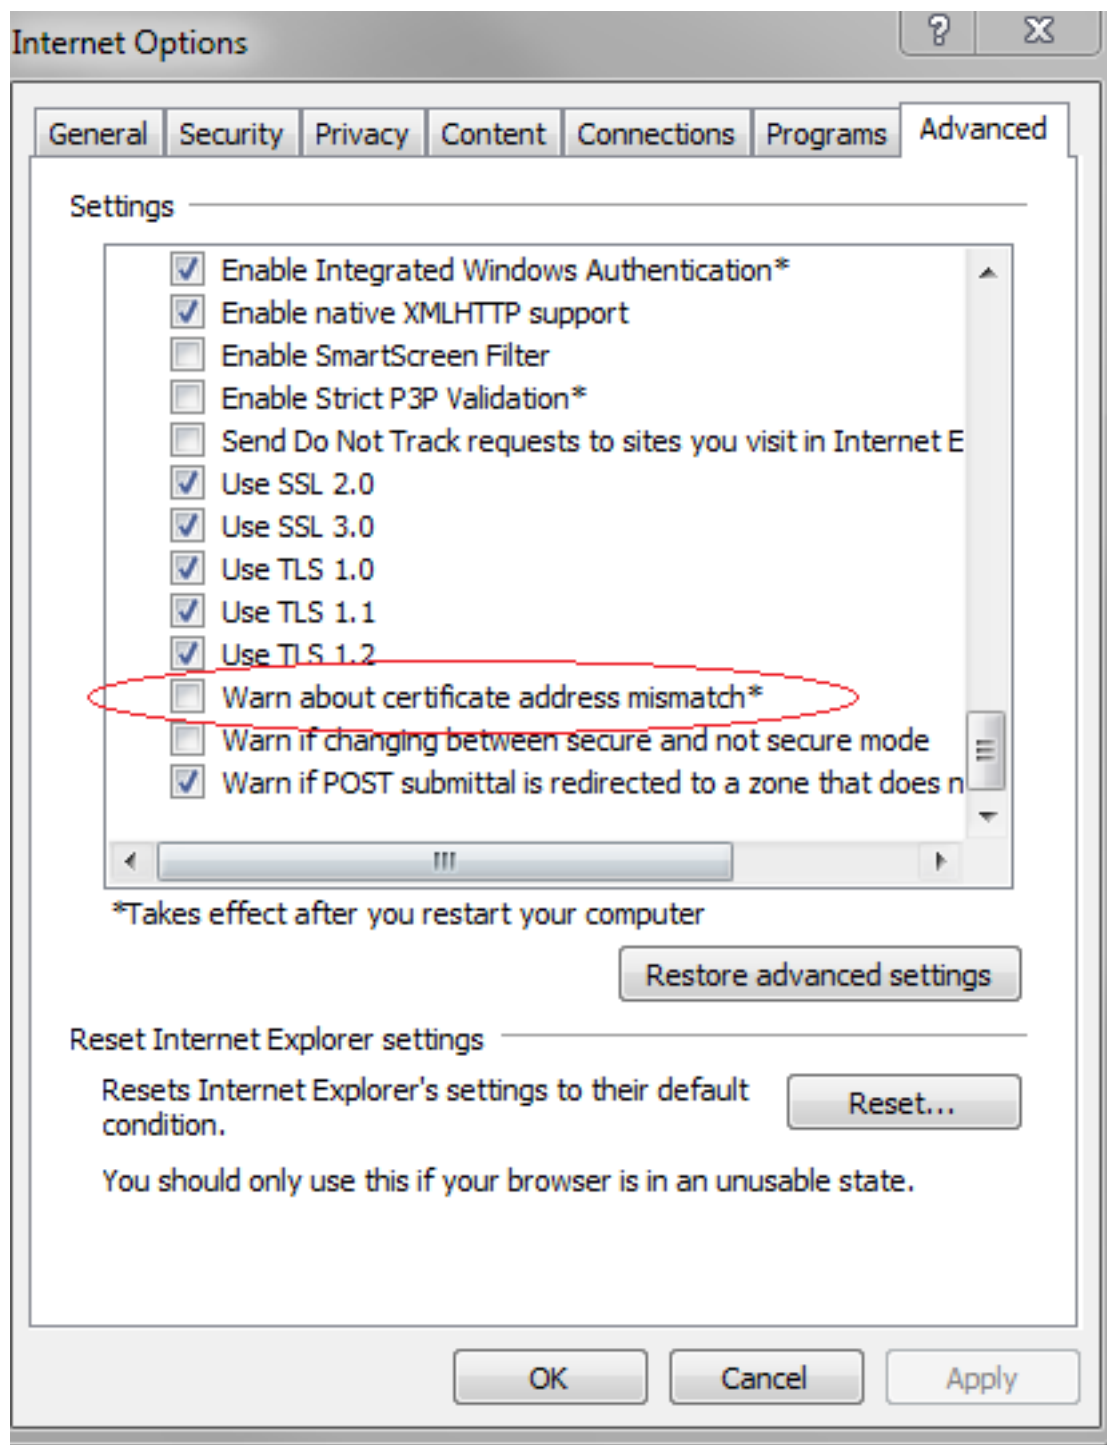 Internet Options
General Security Privacy Content Connections Programs Advanced
Settings
Enable Integrated Windows Authentication*
Enable native XMLHTTP support
Enable SmartScreen Filter
Enable Strict P3P Validation*
Send Do Not Track requests to sites you visit in Internet E
Use SSL 2.0
Use SSL 3.0
Use TLS 1.0
Use TLS 1.1
Use TLS 1.2
Warn about certificate address mismatch*
Warn if changing between secure and not secure mode
Warn if POST submittal is redirected to a zone that does n
*Takes effect after you restart your computer
Restore advanced settings
Reset Internet Explorer settings
Resets Internet Explorer's settings to their default
condition.
Reset...
You should only use this if your browser is in an unusable state.
OK Cancel Apply